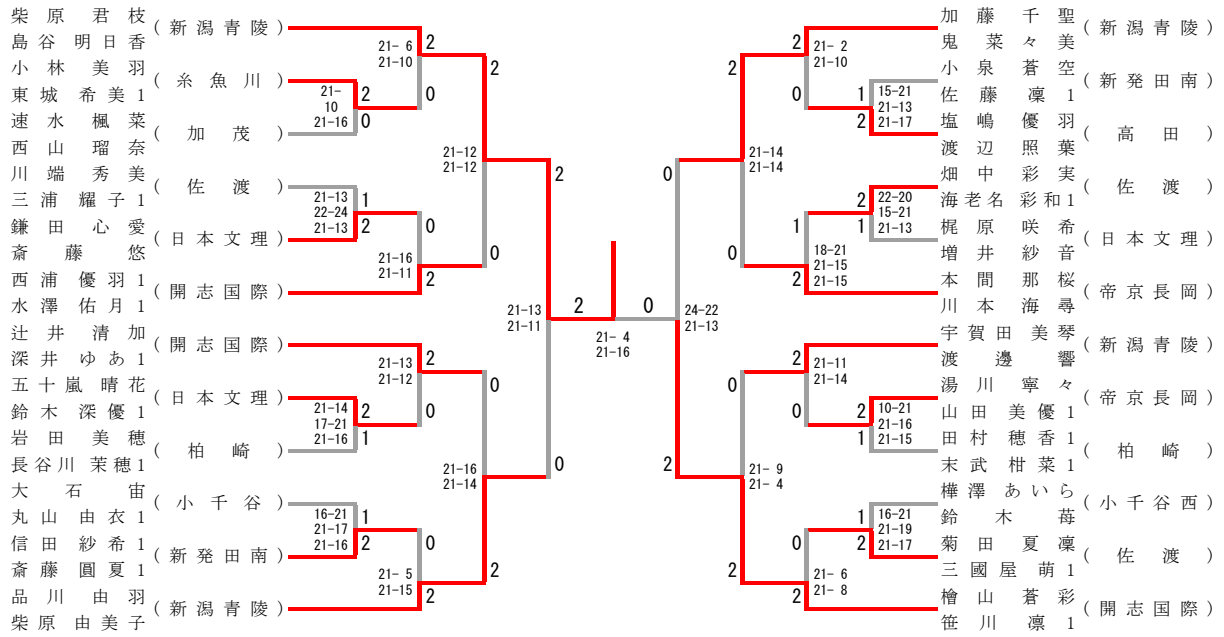 柴原 君枝
島谷 明日香
(新潟青陵)
小林 美羽
東城 希美1
(糸魚川)
速水 楓菜
西山 瑠奈
(加茂)
川端 秀美
三浦 耀子1
(佐渡)
鎌田 心愛
斎藤 悠
(日本文理)
西浦 優羽1
水澤 佑月1
(開志国際)
辻井 清加
深井 ゆあ1
(開志国際)
五十嵐 晴花
鈴木 深優1
(日本文理)
岩田 美穂
長谷川 茉穂1
(柏崎)
大石 宙
丸山 由衣1
(小千谷)
信田 紗希1
斎藤 圓夏1
(新発田南)
品川 由羽
柴原 由美子
(新潟青陵)
21- 6
21-10
2
0
21-
10
21-16
2
0
21-12
21-12
2
0
21-13
22-24
21-13
1
2
21-16
21-11
0
2
21-13
21-11
2
0
21-13
21-12
2
0
21-14
17-21
21-16
2
1
21-16
21-14
0
2
16-21
21-17
21-16
1
2
21- 5
21-15
0
2
2
0
21- 4
21-16
加藤 千聖
鬼 菜々美
(新潟青陵)
小泉 蒼空
佐藤 凜1
(新発田南)
塩嶋 優羽
渡辺 照葉
(高田)
畑中 彩実
海老名 彩和1
(佐渡)
梶原 咲希
増井 紗音
(日本文理)
本間 那桜
川本 海尋
(帝京長岡)
宇賀田 美琴
渡邊 響
(新潟青陵)
湯川 寧々
山田 美優1
(帝京長岡)
田村 穂香1
末武 柑菜1
(柏崎)
樺澤 あいら
鈴木 苺
(小千谷西)
菊田 夏凜
三國屋 萌1
(佐渡)
檜山 蒼彩
笹川 凜1
(開志国際)
2
0
21- 2
21-10
1
2
15-21
21-13
21-17
2
0
21-14
21-14
2
1
22-20
15-21
21-13
1
2
18-21
21-15
21-15
0
2
24-22
21-13
2
0
21-11
21-14
2
1
10-21
21-16
21-15
0
2
21- 9
21- 4
1
2
16-21
21-19
21-17
0
2
21- 6
21- 8